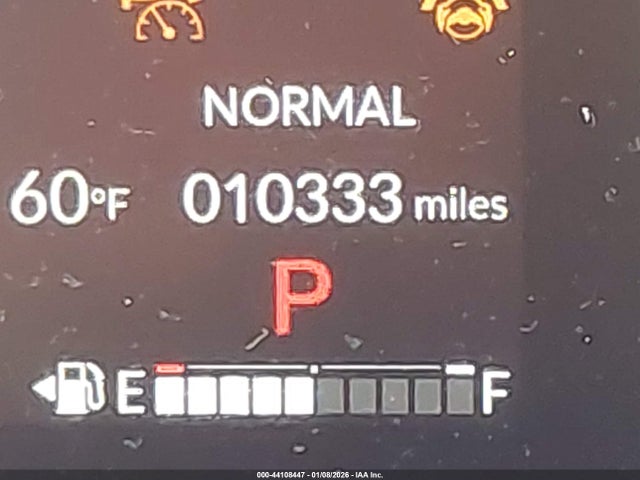 NORMAL
60°F 010333 miles
P
E F
000-44108447 - 01/08/2026 - IAA Inc.